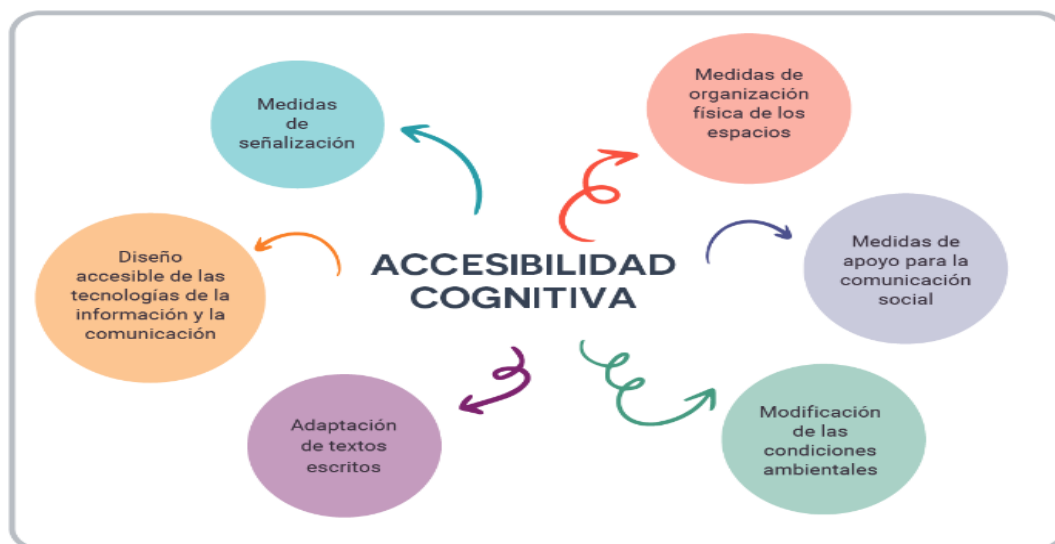 Medidas
de
señalización
Medidas de
organización
física de los
espacios
Diseño
accesible de las
tecnologías de la
información y la
comunicación
ACCESIBILIDAD
COGNITIVA
Medidas de
apoyo para la
comunicación
social
Adaptación
de textos
escritos
Modificación
de las
condiciones
ambientales